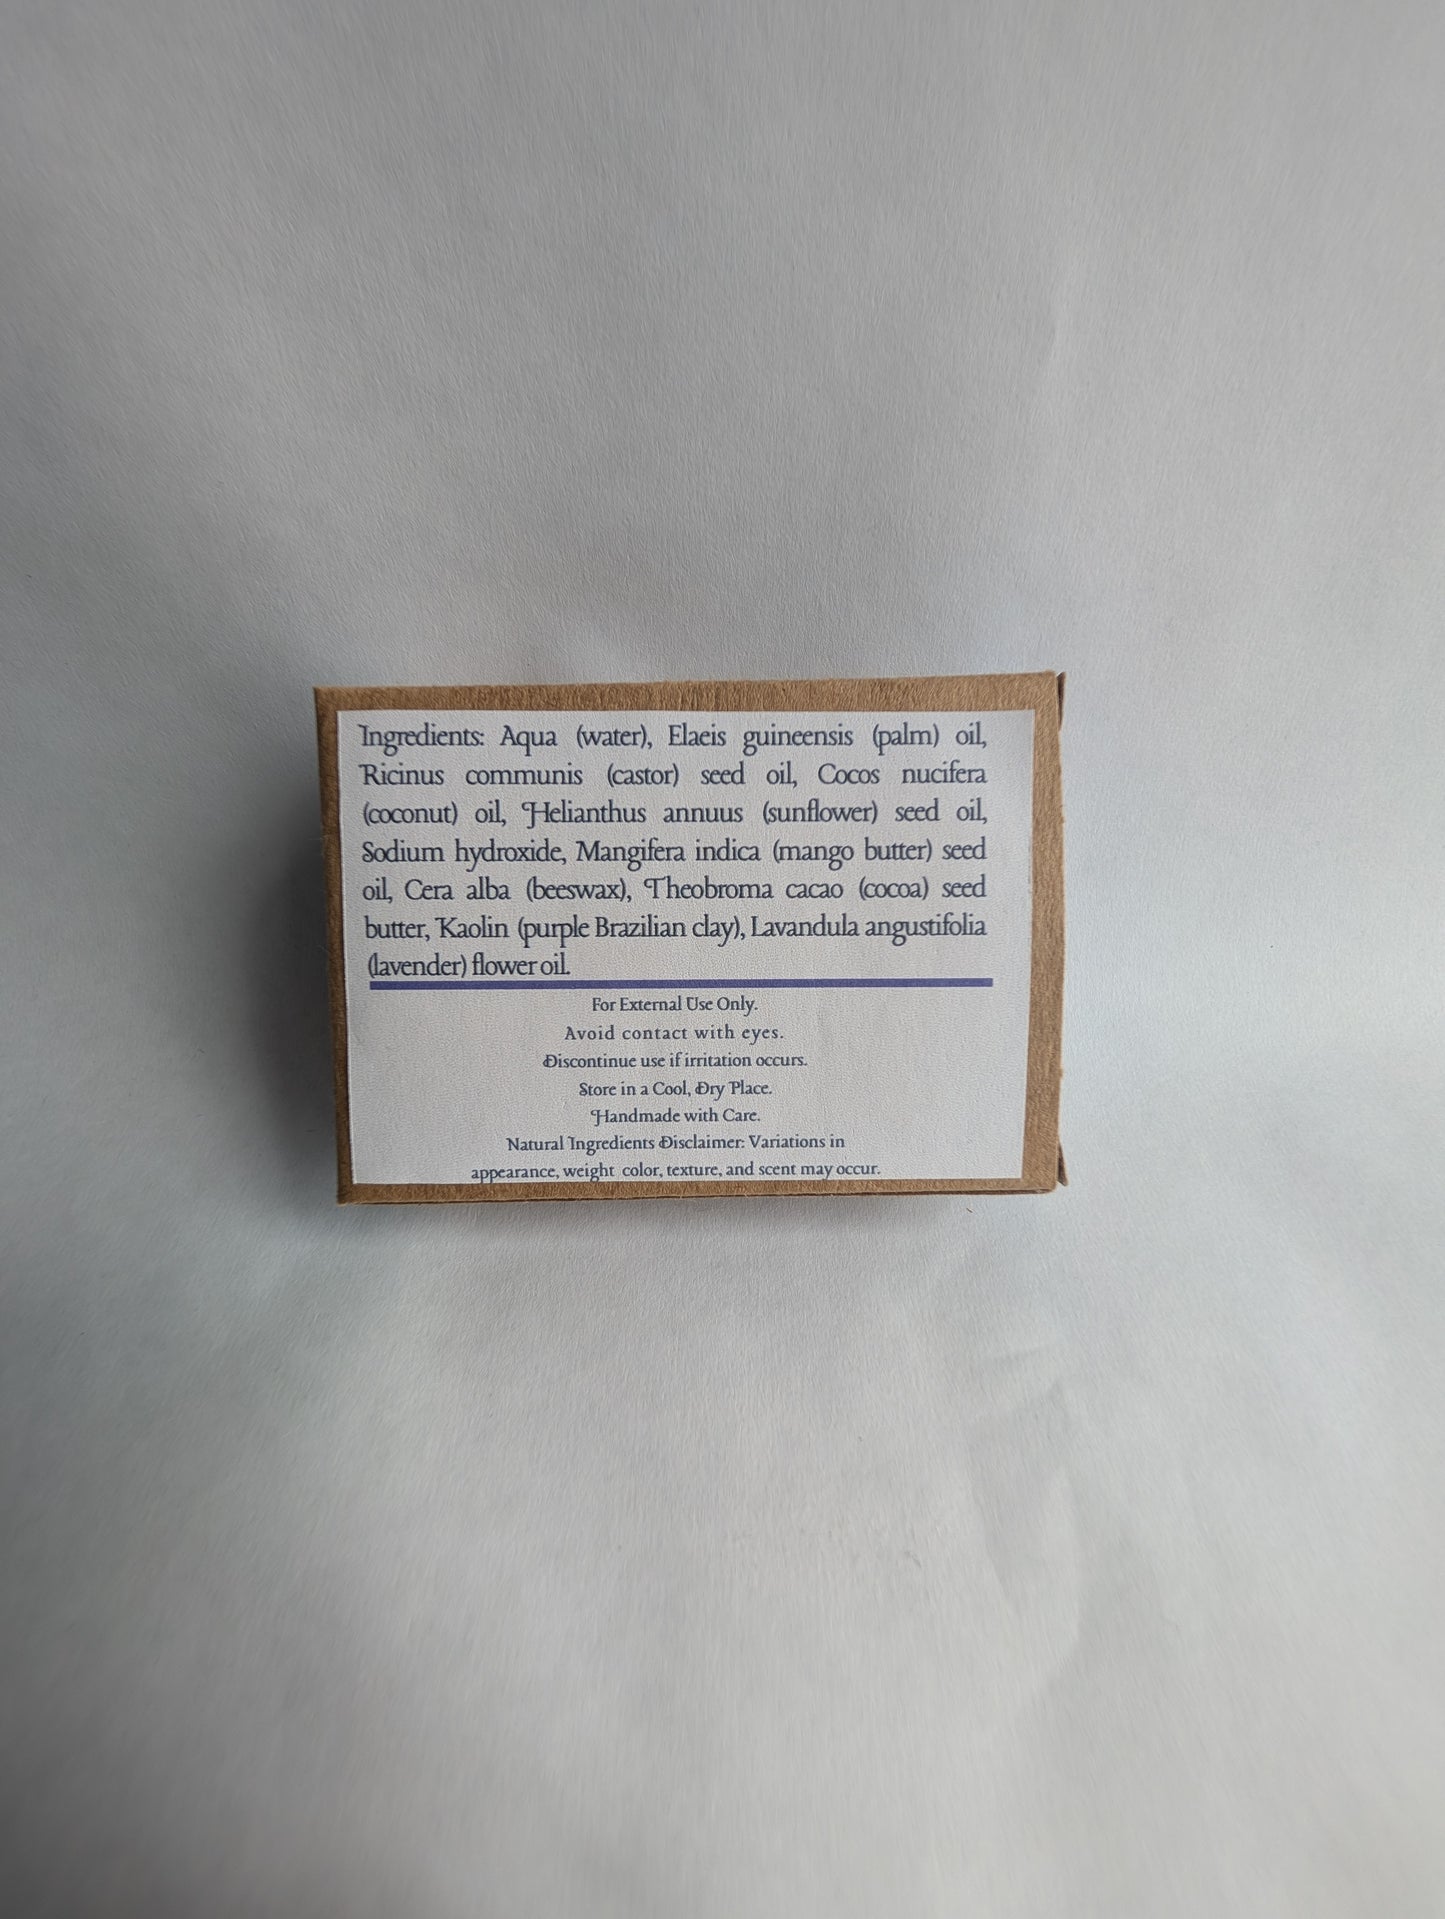 Ingredients: Aqua (water), Elaeis guineensis (palm) oil,
Ricinus communis (castor) seed oil, Cocos nucifera
(coconut) oil, Helianthus annuus (sunflower) seed oil,
Sodium hydroxide, Mangifera indica (mango butter) seed
oil, Cera alba (beeswax), Theobroma cacao (cocoa) seed
butter, Kaolin (purple Brazilian clay), Lavandula angustifolia
(lavender) flower oil.
For External Use Only.
Avoid contact with eyes.
Discontinue use if irritation occurs.
Store in a Cool, Dry Place.
Handmade with Care.
Natural Ingredients Disclaimer: Variations in
appearance, weight color, texture, and scent may occur.